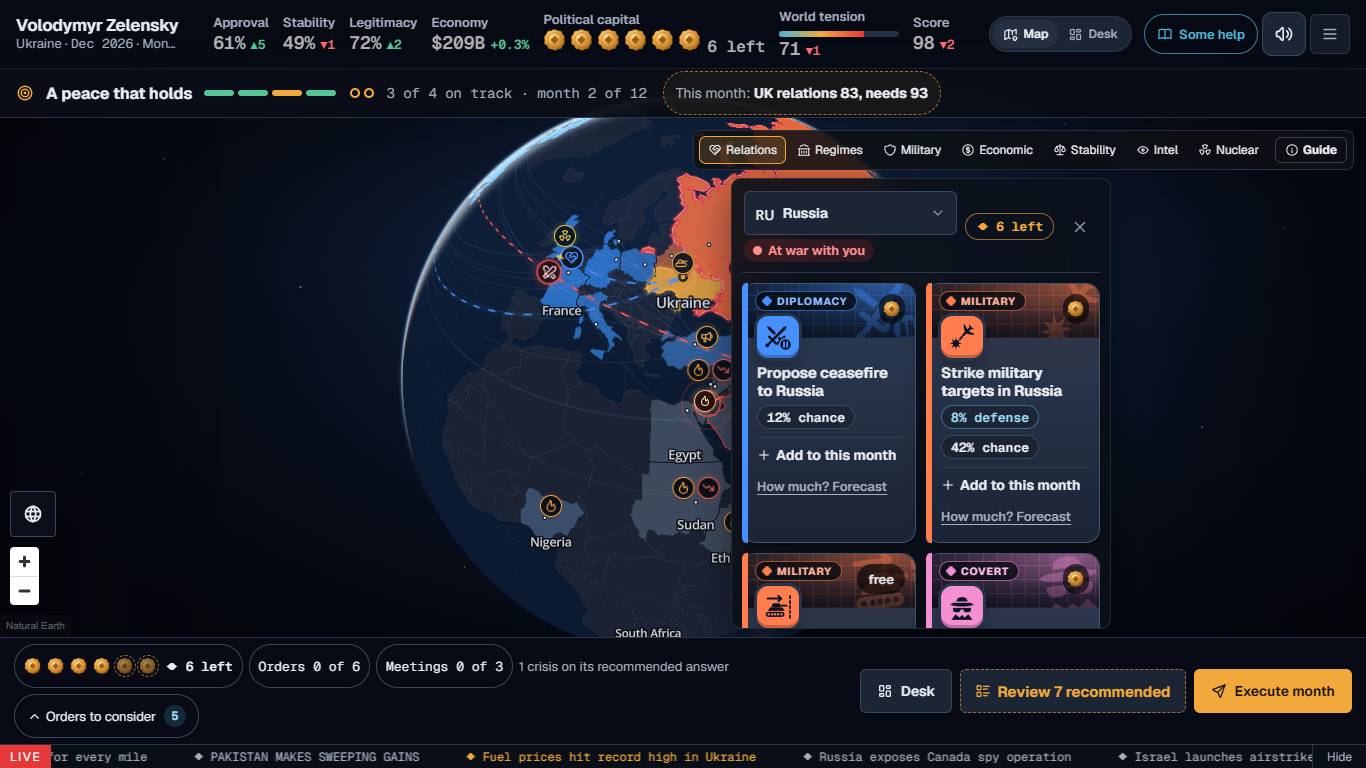 Volodymyr Zelensky
Ukraine · Dec 2026 · Mon...
Approval
61% ▲5
Stability
49% ▼1
Legitimacy
72% ▲2
Economy
$209B +0.3%
Political capital
6 left
World tension
71 ▼1
Score
98 ▼2
Map
Desk
Some help
A peace that holds
3 of 4 on track · month 2 of 12
This month: UK relations 83, needs 93
Relations
Regimes
Military
Economic
Stability
Intel
Nuclear
Guide
RU Russia
6 left
At war with you
DIPLOMACY
Propose ceasefire
to Russia
12% chance
+ Add to this month
How much? Forecast
MILITARY
Strike military
targets in Russia
8% defense
42% chance
+ Add to this month
How much? Forecast
MILITARY
free
COVERT
Ukraine
France
Egypt
Sudan
Nigeria
Eth
South Africa
Natural Earth
6 left
Orders 0 of 6
Meetings 0 of 3
1 crisis on its recommended answer
Orders to consider 5
Desk
Review 7 recommended
Execute month
LIVE
for every mile ◆ PAKISTAN MAKES SWEEPING GAINS ◆ Fuel prices hit record high in Ukraine ◆ Russia exposes Canada spy operation ◆ Israel launches airstrike
Hide